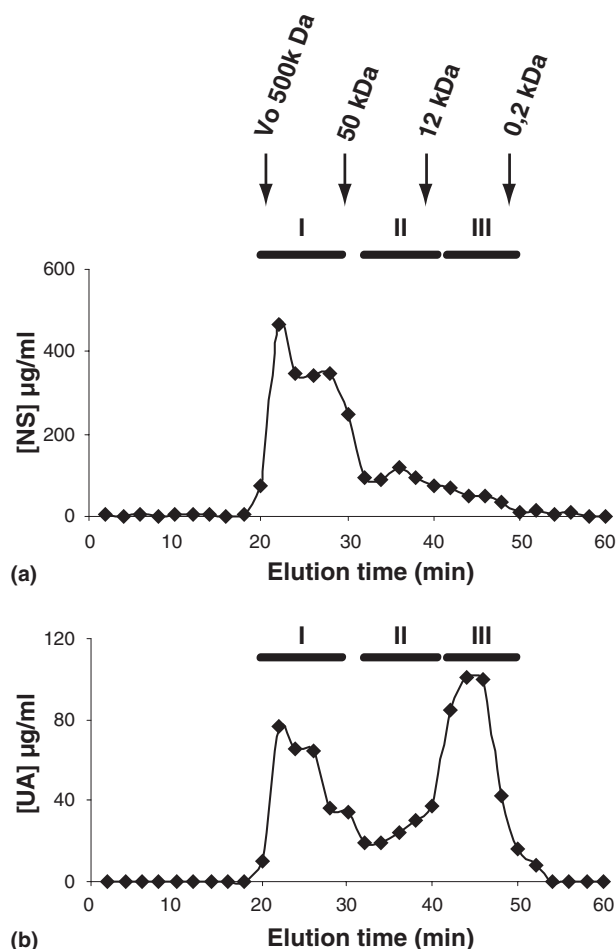 Vo 500k Da
50 kDa
12 kDa
0,2 kDa
I II III
600
400
200
0
[NS] µg/ml
0 10 20 30 40 50 60
(a) Elution time (min)
I II III
120
80
40
0
[UA] µg/ml
0 10 20 30 40 50 60
(b) Elution time (min)